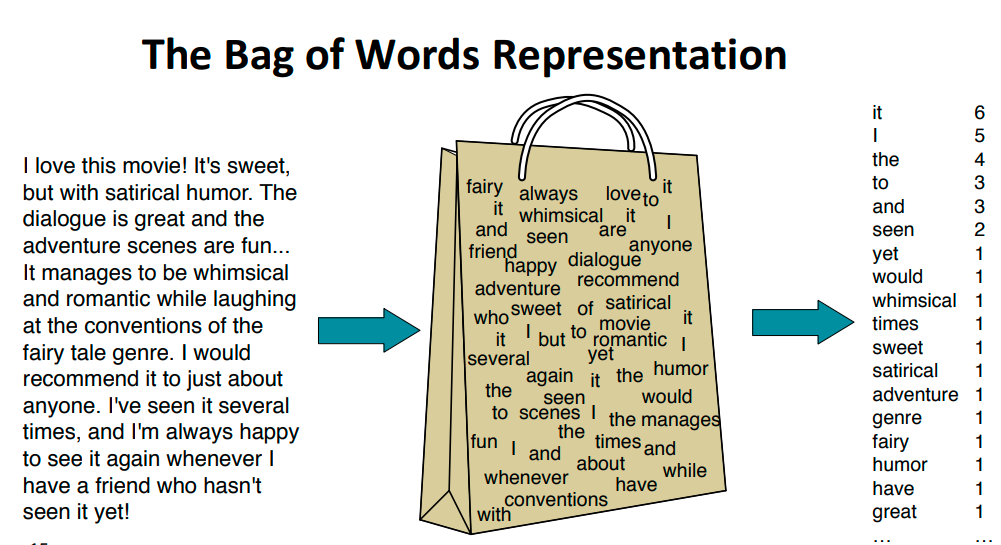 The Bag of Words Representation
I love this movie! It's sweet,
but with satirical humor. The
dialogue is great and the
adventure scenes are fun...
It manages to be whimsical
and romantic while laughing
at the conventions of the
fairy tale genre. I would
recommend it to just about
anyone. I've seen it several
times, and I'm always happy
to see it again whenever I
have a friend who hasn't
seen it yet!
fairy always love to it
it whimsical it I
and seen are anyone
friend happy dialogue
adventure recommend
who sweet of satirical it
it I but to movie romantic I
several yet
again it the humor
the seen would
to scenes I the manages
fun I and the times and
whenever about while
have
conventions
with
it 6
I 5
the 4
to 3
and 3
seen 2
yet 1
would 1
whimsical 1
times 1
sweet 1
satirical 1
adventure 1
genre 1
fairy 1
humor 1
have 1
great 1
... ...